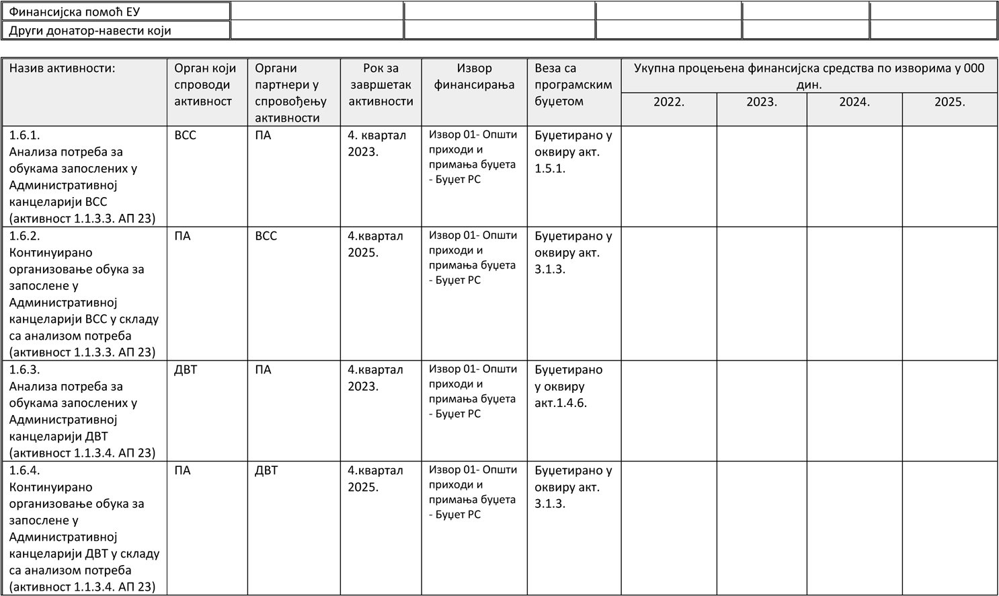 Финансијска помоћ ЕУ
Други донатор-навести који
Назив активности:
Орган који
спроводи
активност
Органи
партнери у
спровођењу
активности
Рок за
завршетак
активности
Извор
финансирања
Веза са
програмским
буџетом
Укупна процењена финансијска средства по изворима у 000
дин.
2022.
2023.
2024.
2025.
1.6.1.
Анализа потреба за
обукама запослених у
Административној
канцеларији ВСС
(активност 1.1.3.3. АП 23)
ВСС
ПА
4. квартал
2023.
Извор 01- Општи
приходи и
примања буџета
- Буџет РС
Буџетирано у
оквиру акт.
1.5.1.
1.6.2.
Континуирано
организовање обука за
запослене у
Административној
канцеларији ВСС у складу
са анализом потреба
(активност 1.1.3.3. АП 23)
ПА
ВСС
4.квартал
2025.
Извор 01- Општи
приходи и
примања буџета
- Буџет РС
Буџетирано у
оквиру акт.
3.1.3.
1.6.3.
Анализа потреба за
обукама запослених у
Административној
канцеларији ДВТ
(активност 1.1.3.4. АП 23)
ДВТ
ПА
4.квартал
2023.
Извор 01- Општи
приходи и
примања буџета
- Буџет РС
Буџетирано
у оквиру
акт.1.4.6.
1.6.4.
Континуирано
организовање обука за
запослене у
Административној
канцеларији ДВТ у складу
са анализом потреба
(активност 1.1.3.4. АП 23)
ПА
ДВТ
4.квартал
2025.
Извор 01- Општи
приходи и
примања буџета
- Буџет РС
Буџетирано у
оквиру акт.
3.1.3.